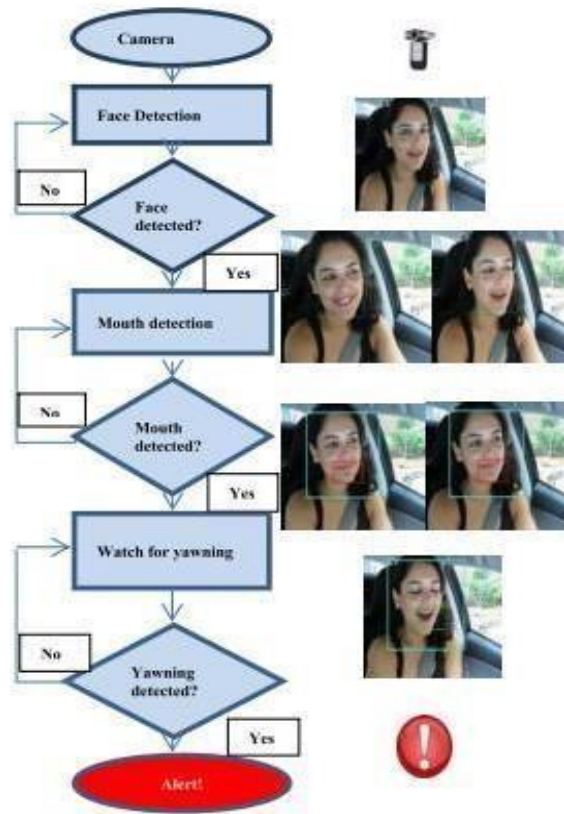 Camera
Face Detection
No
Face
detected?
Yes
Mouth detection
No
Mouth
detected?
Yes
Watch for yawning
No
Yawning
detected?
Yes
Alert!